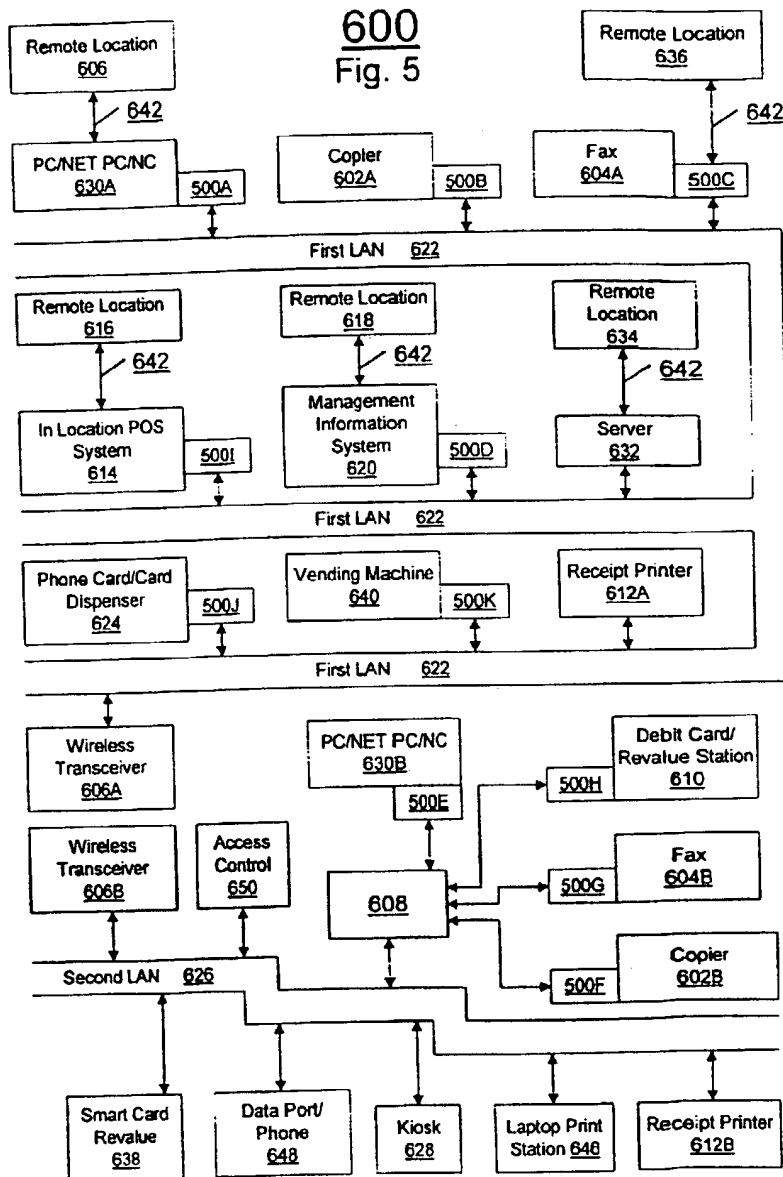 600
Fig. 5
Remote Location
606
Remote Location
636
642
642
PC/NET PC/NC
630A
500A
Copier
602A
500B
Fax
604A
500C
First LAN 622
Remote Location
616
Remote Location
618
Remote
Location
634
642
642
642
In Location POS
System
614
500I
Management
Information
System
620
500D
Server
632
First LAN 622
Phone Card/Card
Dispenser
624
500J
Vending Machine
640
500K
Receipt Printer
612A
First LAN 622
Wireless
Transceiver
606A
PC/NET PC/NC
630B
500E
Debit Card/
Revalue Station
610
500H
Wireless
Transceiver
606B
Access
Control
650
608
Fax
604B
500G
Copier
602B
500F
Second LAN 626
Smart Card
Revalue
638
Data Port/
Phone
648
Kiosk
628
Laptop Print
Station 646
Receipt Printer
612B